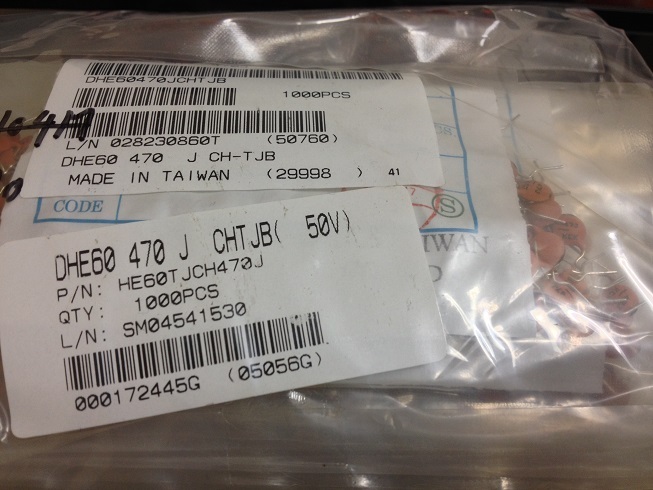 DHE60470JCHTJB
1000PCS
L/N 028230860T (50760)
DHE60 470 J CH-TJB
MADE IN TAIWAN (29998 ) 41
CODE
S
WAN
DHE60 470 J CHTJB( 50V)
P/N: HE60TJCH470J
QTY: 1000PCS
L/N: SM04541530
000172445G (05056G)